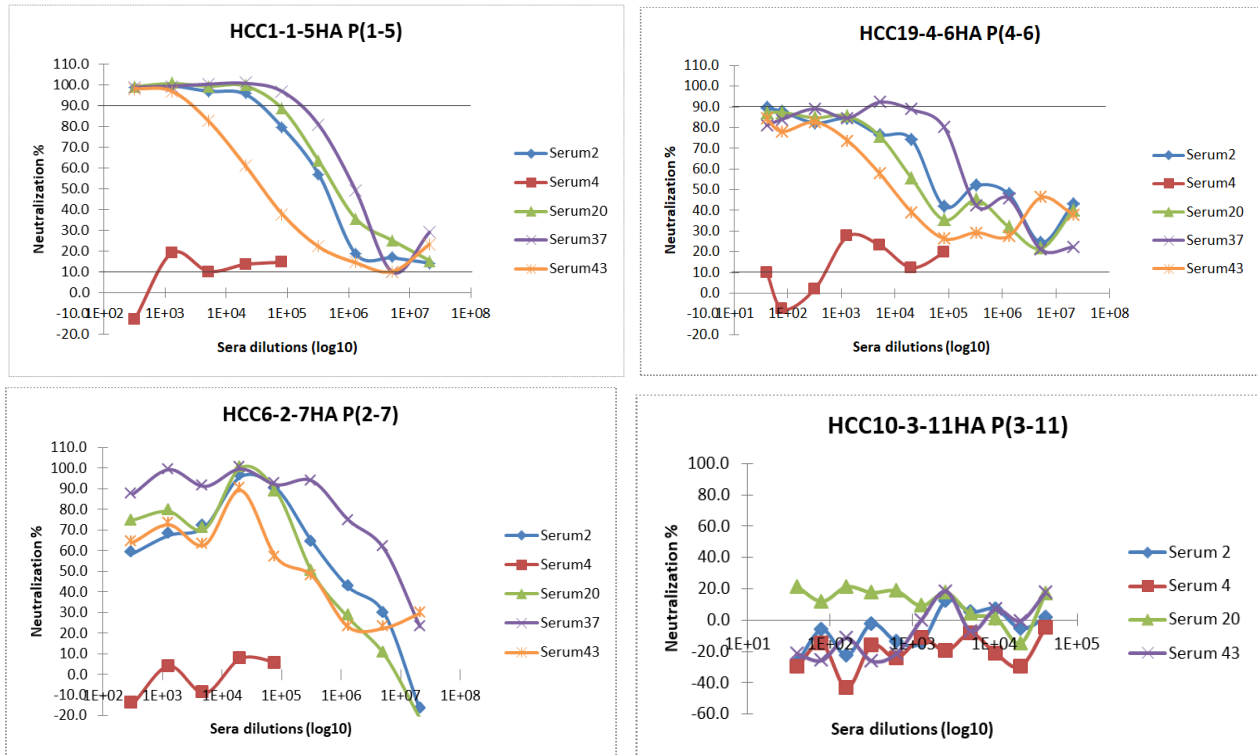 HCC1-1-5HA P(1-5)
110.0
100.0
90.0
80.0
70.0
60.0
50.0
40.0
30.0
20.0
10.0
0.0
-10.0
-20.0
Neutralization %
1E+02 1E+03 1E+04 1E+05 1E+06 1E+07 1E+08
Sera dilutions (log10)
Serum2
Serum4
Serum20
Serum37
Serum43
HCC19-4-6HA P(4-6)
110.0
100.0
90.0
80.0
70.0
60.0
50.0
40.0
30.0
20.0
10.0
0.0
-10.0
-20.0
Neutralization %
1E+01 1E+02 1E+03 1E+04 1E+05 1E+06 1E+07 1E+08
Sera dilutions (log10)
Serum2
Serum4
Serum20
Serum37
Serum43
HCC6-2-7HA P(2-7)
110.0
100.0
90.0
80.0
70.0
60.0
50.0
40.0
30.0
20.0
10.0
0.0
-10.0
-20.0
Neutralization %
1E+02 1E+03 1E+04 1E+05 1E+06 1E+07 1E+08
Sera dilutions (log10)
Serum2
Serum4
Serum20
Serum37
Serum43
HCC10-3-11HA P(3-11)
100.0
80.0
60.0
40.0
20.0
0.0
-20.0
-40.0
-60.0
Neutralization %
1E+01 1E+02 1E+03 1E+04 1E+05
Sera dilutions (log10)
Serum 2
Serum 4
Serum 20
Serum 43